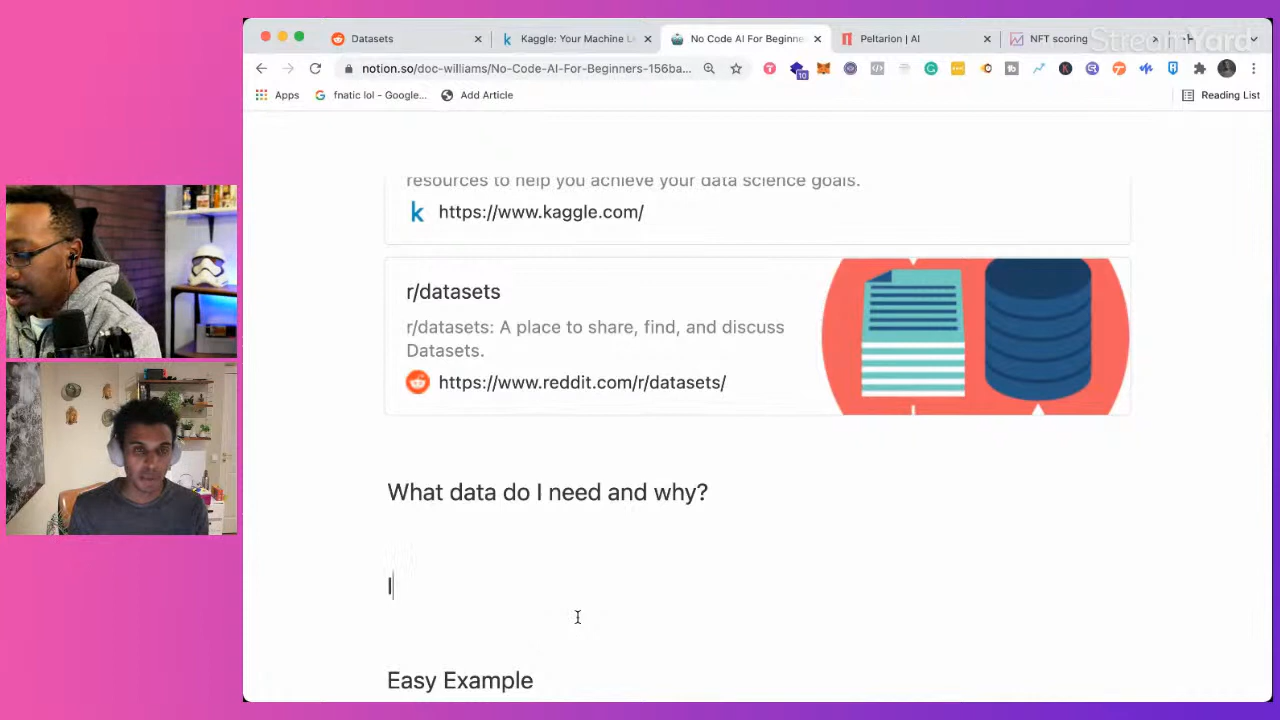 Datasets
Kaggle: Your Machine Le
No Code AI For Beginne
Peltarion | AI
NFT scoring
StreamYard
notion.so/doc-williams/No-Code-AI-For-Beginners-156ba...
10
Apps
fnatic lol - Google...
Add Article
Reading List
resources to help you achieve your data science goals.
k https://www.kaggle.com/
r/datasets
r/datasets: A place to share, find, and discuss
Datasets.
https://www.reddit.com/r/datasets/
What data do I need and why?
I
Easy Example